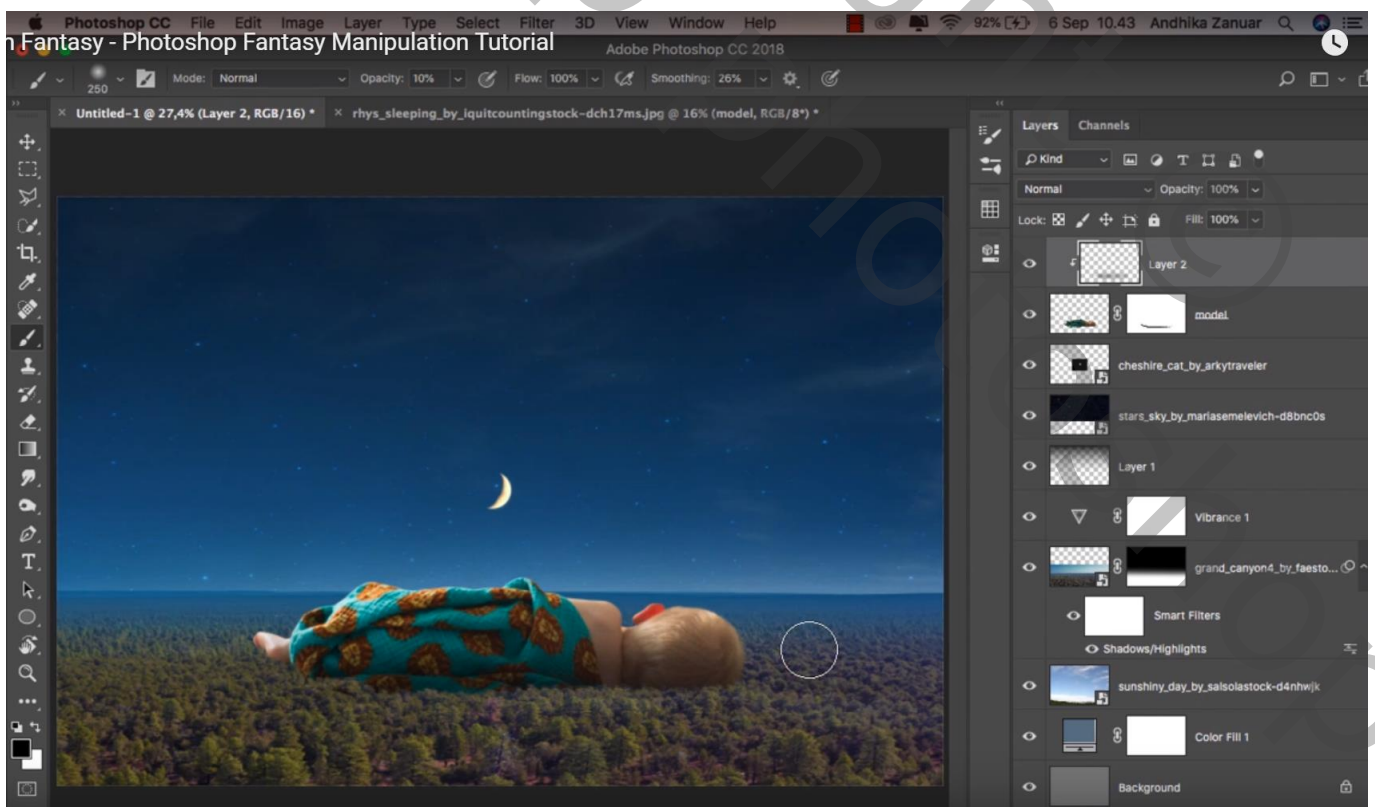 Photoshop CC File Edit Image Layer Type Select Filter 3D View Window Help 92% 6 Sep 10.43 Andhika Zanuar
Fantasy - Photoshop Fantasy Manipulation Tutorial
Adobe Photoshop CC 2018
250 Mode: Normal Opacity: 10% Flow: 100% Smoothing: 26%
× Untitled-1 @ 27,4% (Layer 2, RGB/16) * × rhys_sleeping_by_iquitcountingstock-dch17ms.jpg @ 16% (model, RGB/8*) *
Layers Channels
Kind
Normal Opacity: 100%
Lock: Fill: 100%
Layer 2
model
cheshire_cat_by_arkytraveler
stars_sky_by_mariasemelevich-d8bnc0s
Layer 1
Vibrance 1
grand_canyon4_by_faesto...
Smart Filters
Shadows/Highlights
sunshiny_day_by_salsolastock-d4nhwjk
Color Fill 1
Background